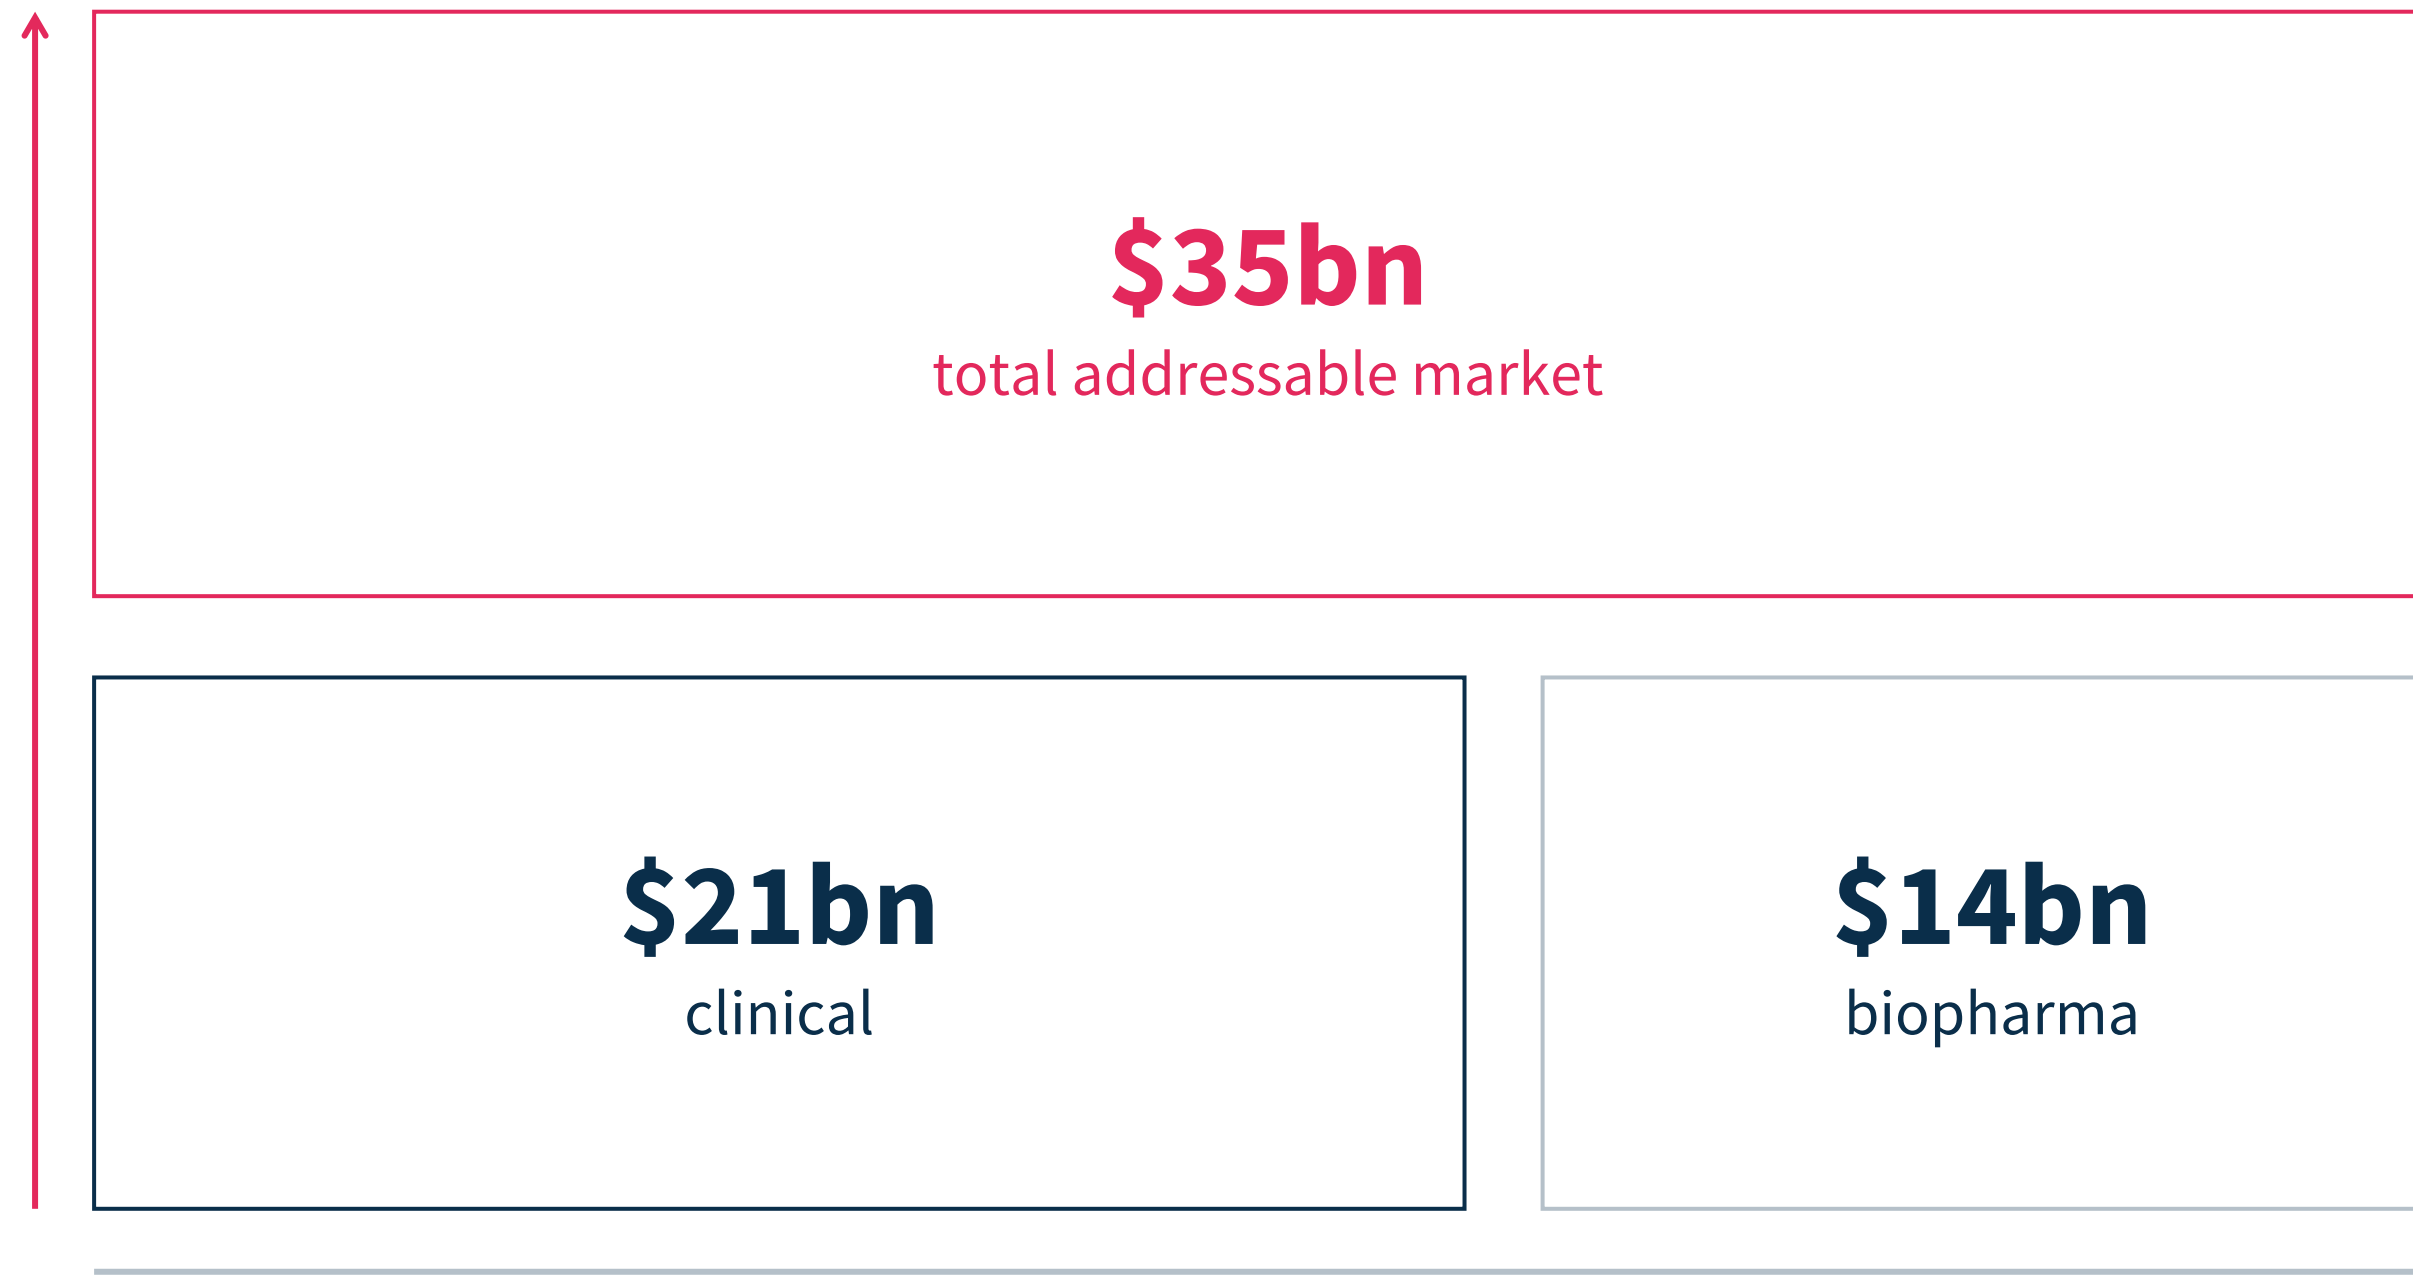 $35bn
total addressable market
$21bn
clinical
$14bn
biopharma